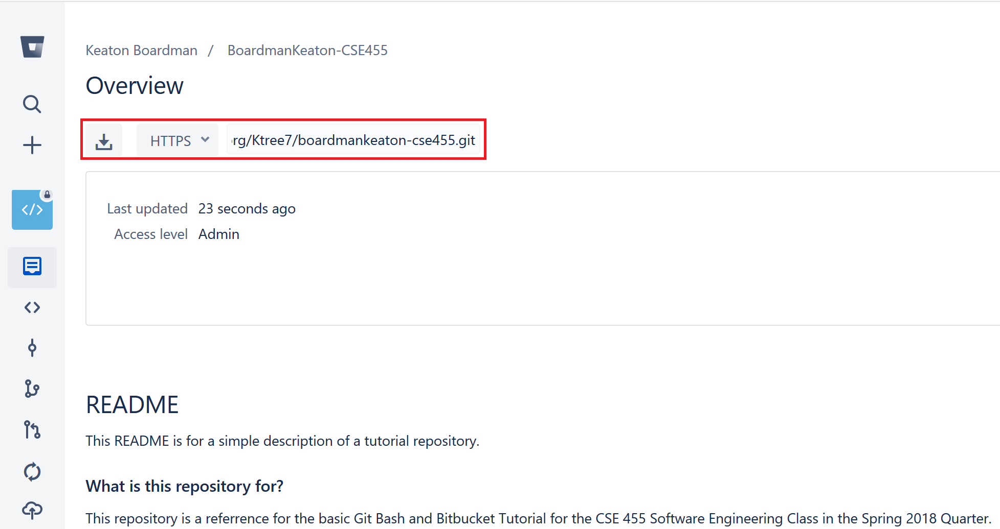 Keaton Boardman / BoardmanKeaton-CSE455
Overview
HTTPS rg/Ktree7/boardmankeaton-cse455.git
Last updated 23 seconds ago
Access level Admin
README
This README is for a simple description of a tutorial repository.
What is this repository for?
This repository is a referrence for the basic Git Bash and Bitbucket Tutorial for the CSE 455 Software Engineering Class in the Spring 2018 Quarter.